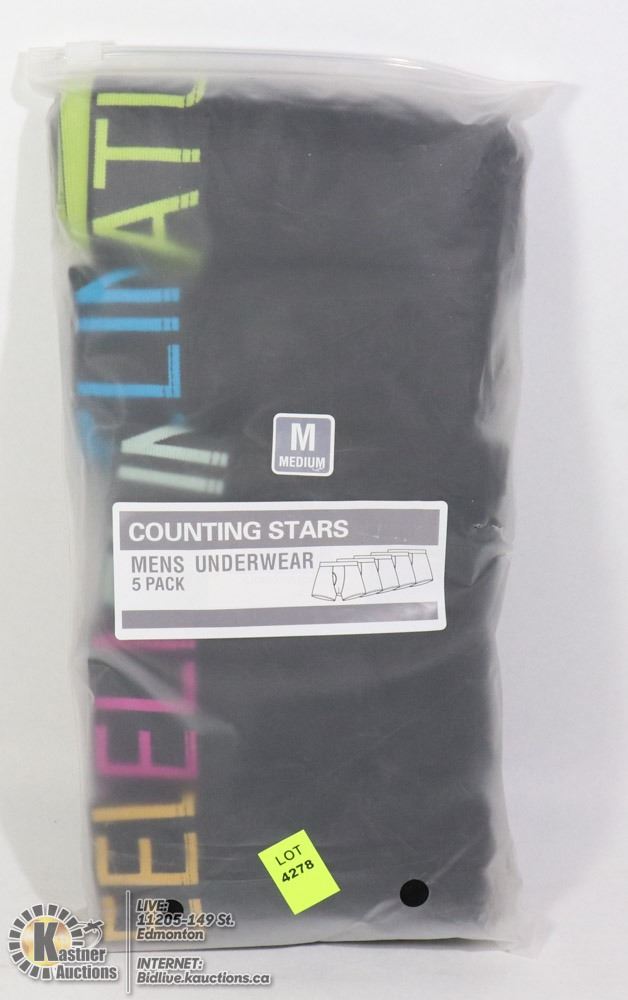 M
MEDIUM
COUNTING STARS
MENS UNDERWEAR
5 PACK
LOT
4278
Kastner
Auctions
LIVE:
11205-149 St.
Edmonton
INTERNET:
Bidlive.kauctions.ca